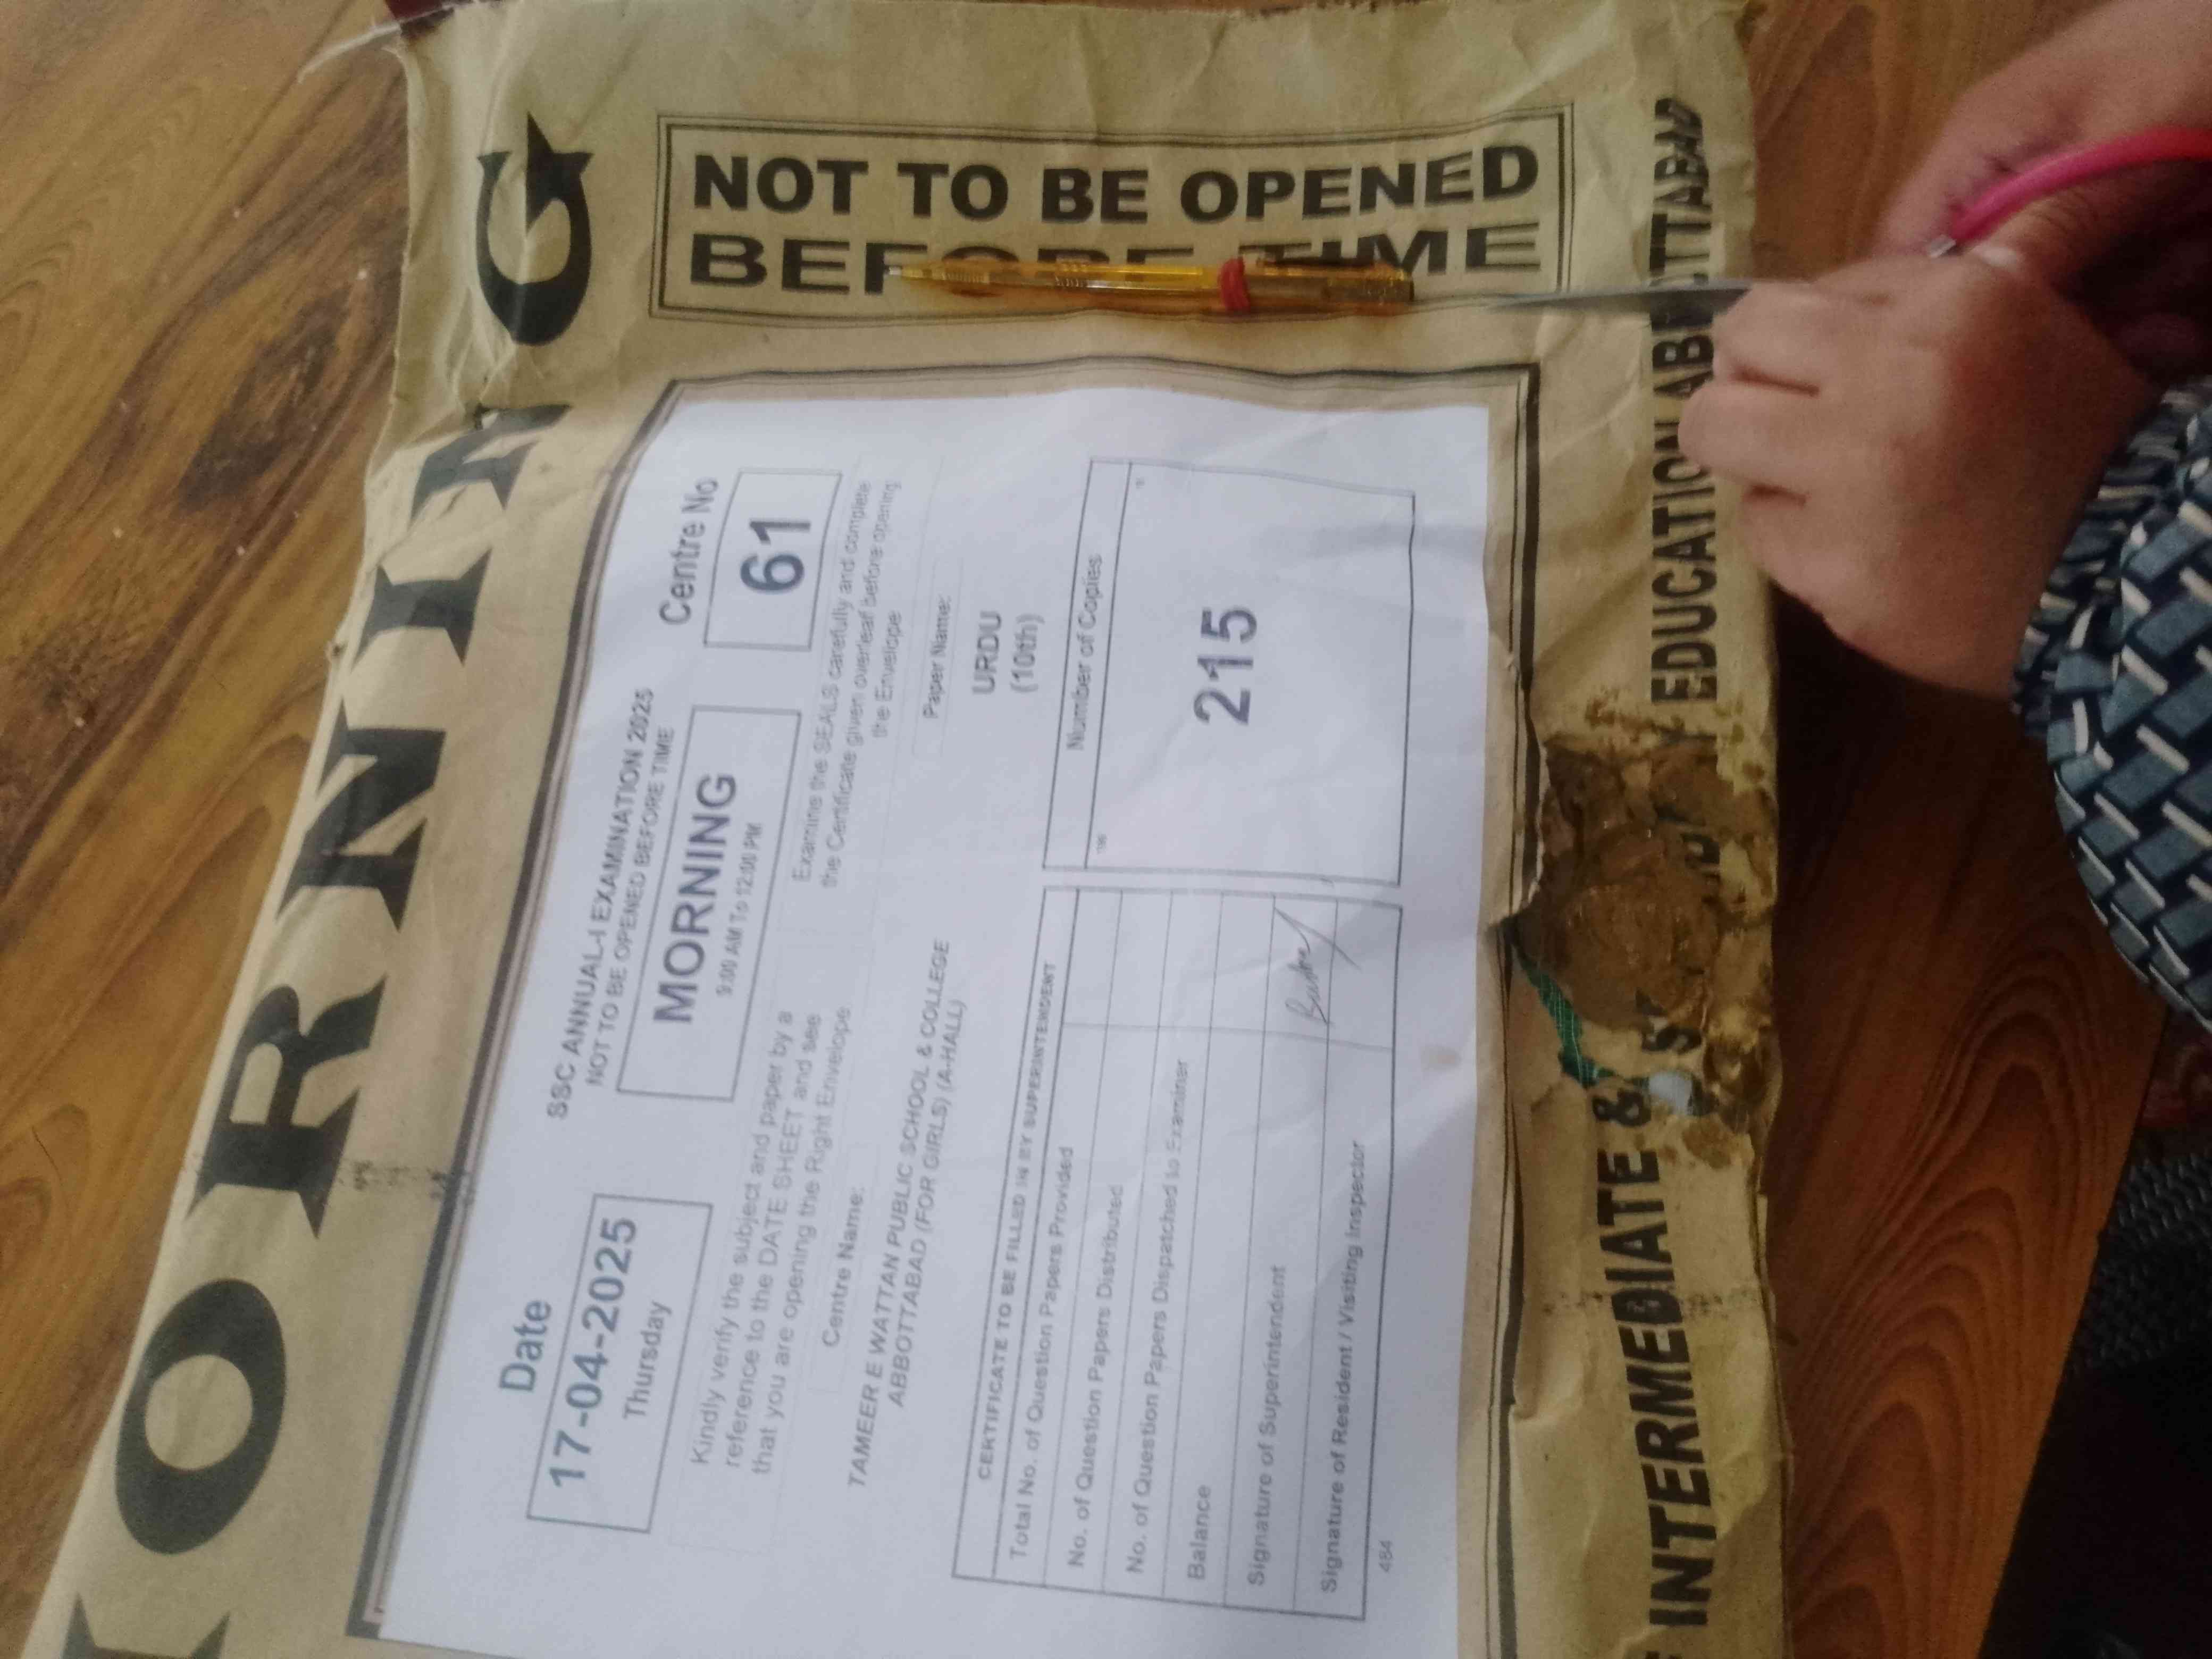 MORNING
NOT TO BE OPENED
BEFORE TIME
Date
17-04-2025
Thursday
SSC ANNUAL-I EXAMINATION 2025
NOT TO BE OPENED BEFORE TIME
MORNING
9:00 AM To 12:00 PM
Centre No
61
Kindly verify the subject and paper by a
reference to the DATE SHEET and see
that you are opening the Right Envelope
Examine the SEALS carefully and complete
the Certificate given overleaf before opening
the Envelope
Centre Name:
TAMEER E WATTAN PUBLIC SCHOOL & COLLEGE
ABBOTTABAD (FOR GIRLS) (A-HALL)
Paper Name:
URDU
(10th)
CERTIFICATE TO BE FILLED IN BY SUPERINTENDENT
Total No. of Question Papers Provided
No. of Question Papers Distributed
No. of Question Papers Dispatched to Examiner
Balance
Signature of Superintendent
Signature of Resident / Visiting Inspector
484
Number of Copies
215
INTERMEDIATE & EDUCATION ABBOTTABAD